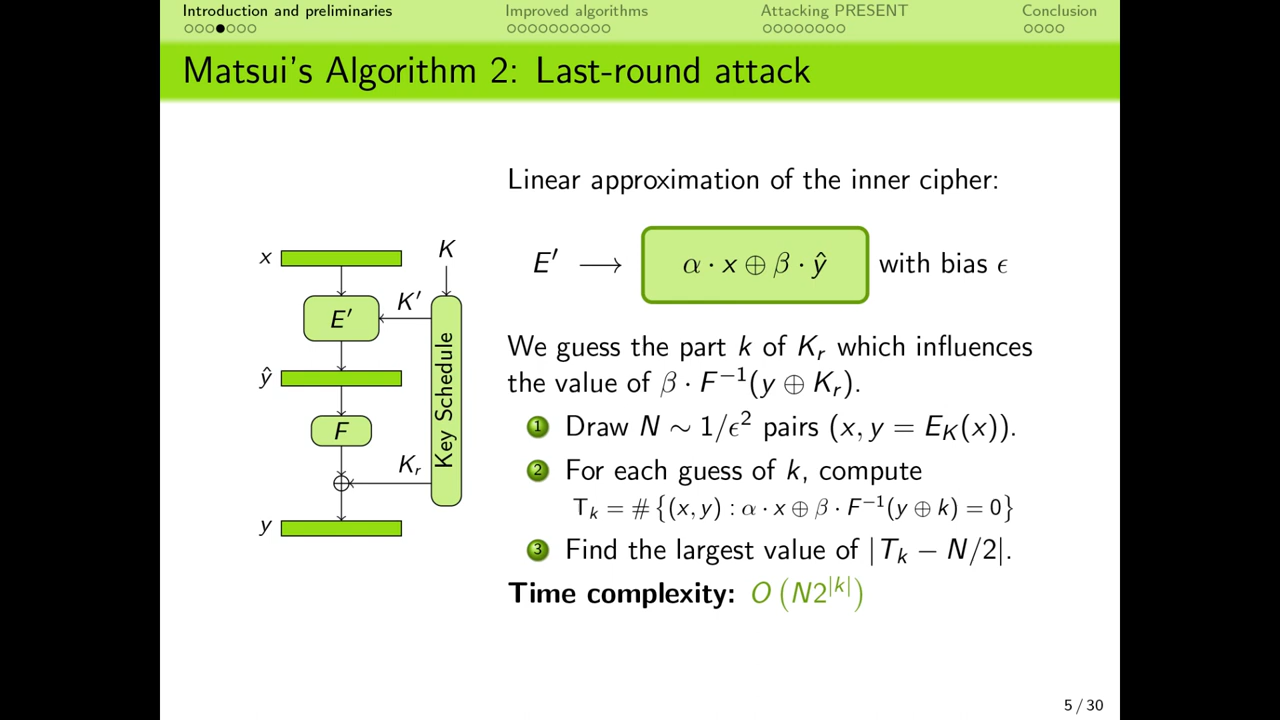 Introduction and preliminaries Improved algorithms Attacking PRESENT Conclusion
Matsui's Algorithm 2: Last-round attack
Linear approximation of the inner cipher:
E′ ⟶ α · x ⊕ β · ŷ with bias ϵ
We guess the part k of K_r which influences
the value of β · F⁻¹(y ⊕ K_r).
1 Draw N ∼ 1/ϵ² pairs (x, y = E_K(x)).
2 For each guess of k, compute
T_k = # {(x, y) : α · x ⊕ β · F⁻¹(y ⊕ k) = 0}
3 Find the largest value of |T_k − N/2|.
Time complexity: O (N2^{|k|})
x
K
E′
K′
ŷ
Key Schedule
F
K_r
y
5 / 30